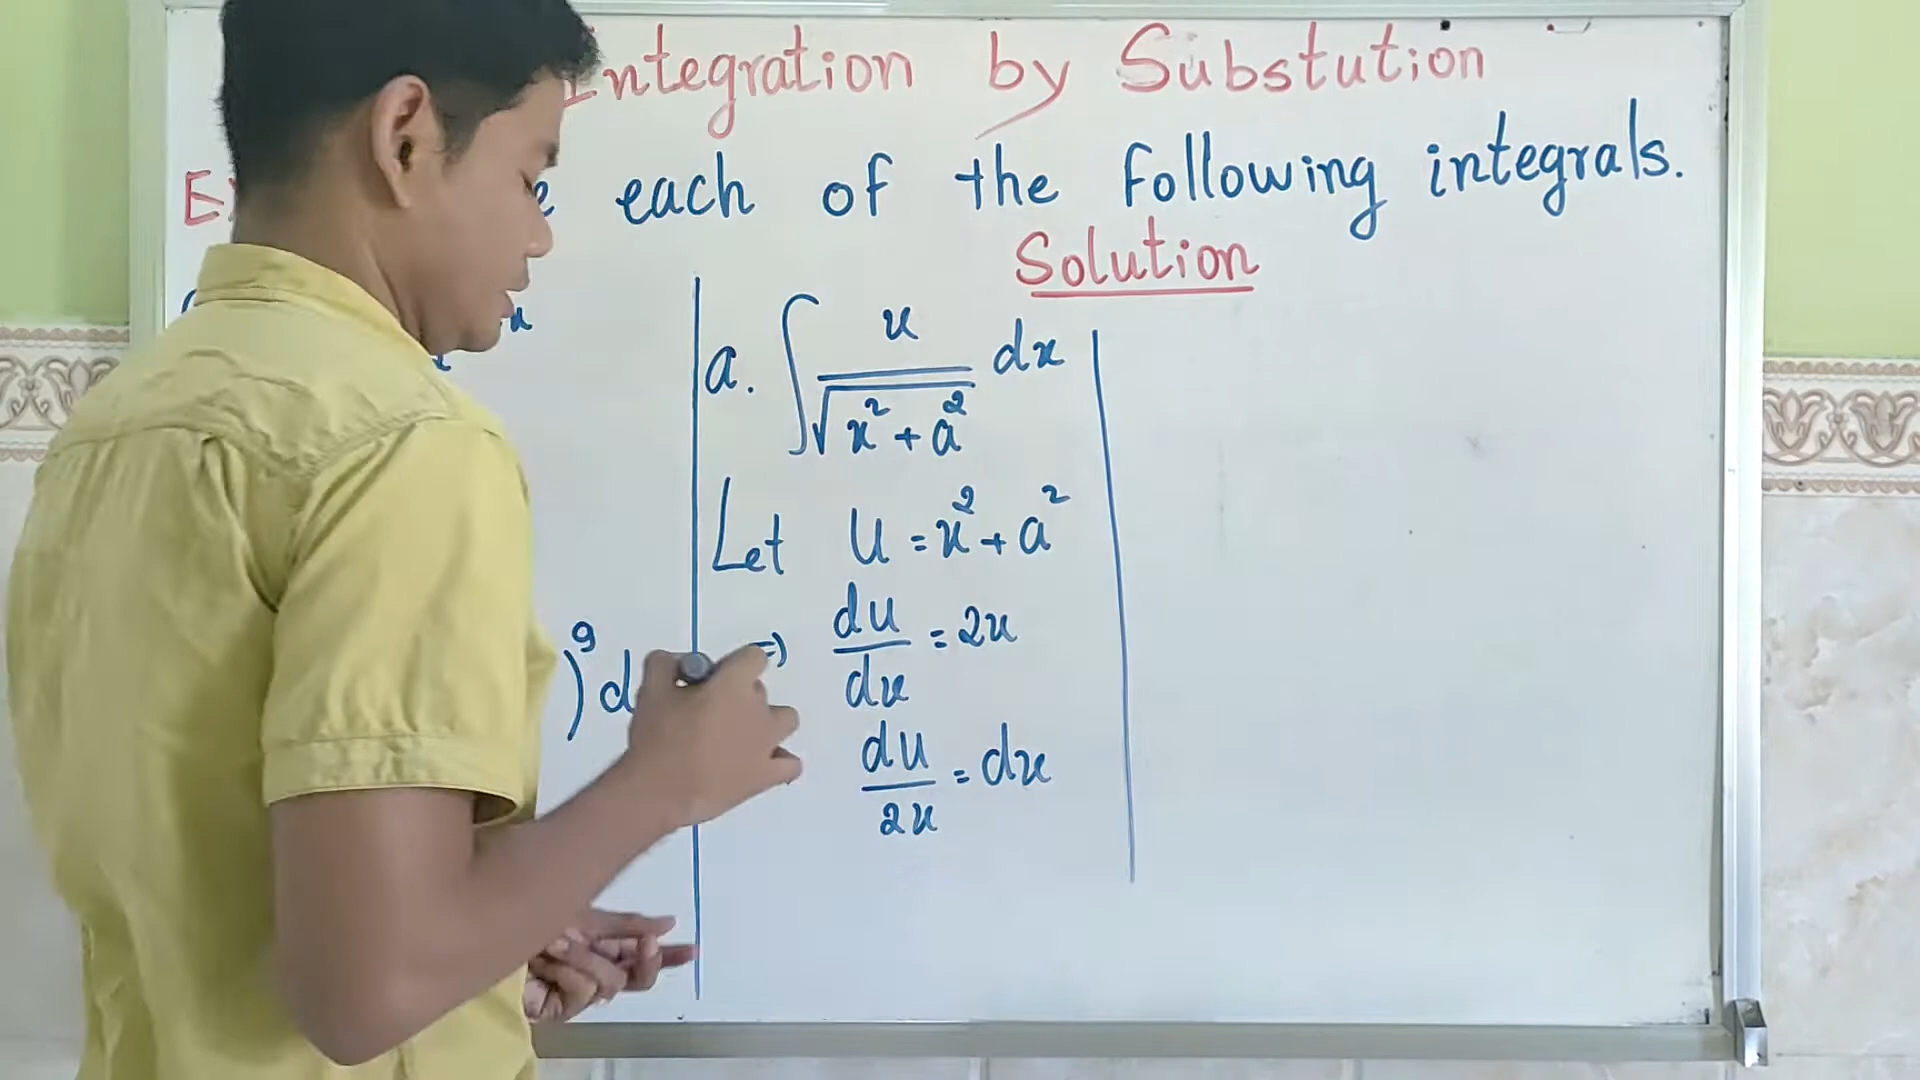 Integration by Substution
each of the following integrals.
Solution
a. ∫ x/√(x² + a²) dx
Let u = x² + a²
⇒ du/dx = 2x
du/2x = dx
)⁹ d